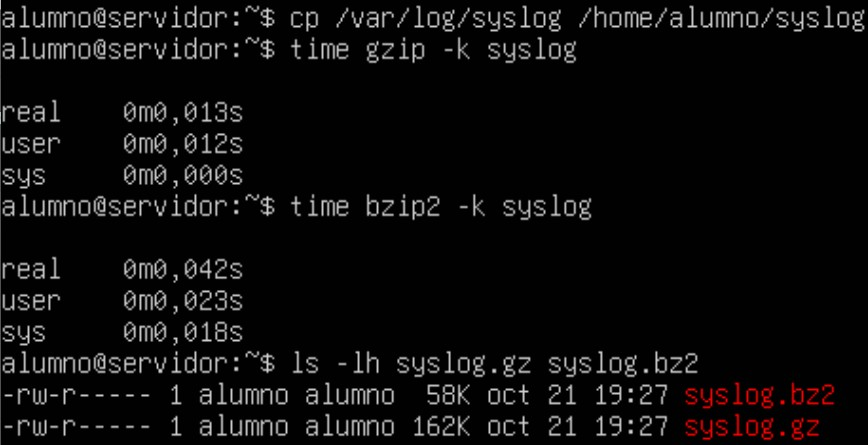 alumno@servidor:~$ cp /var/log/syslog /home/alumno/syslog
alumno@servidor:~$ time gzip -k syslog
real 0m0,013s
user 0m0,012s
sys 0m0,000s
alumno@servidor:~$ time bzip2 -k syslog
real 0m0,042s
user 0m0,023s
sys 0m0,018s
alumno@servidor:~$ ls -lh syslog.gz syslog.bz2
-rw-r----- 1 alumno alumno 58K oct 21 19:27 syslog.bz2
-rw-r----- 1 alumno alumno 162K oct 21 19:27 syslog.gz